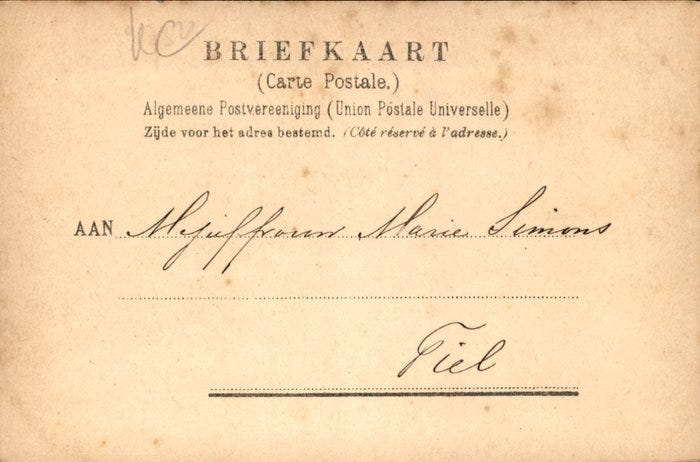 BRIEFKAART
(Carte Postale.)
Algemeene Postvereeniging (Union Postale Universelle)
Zijde voor het adres bestemd. (Côté réservé à l'adresse.)
AAN Mejuffrouw Marie Simons
Tiel